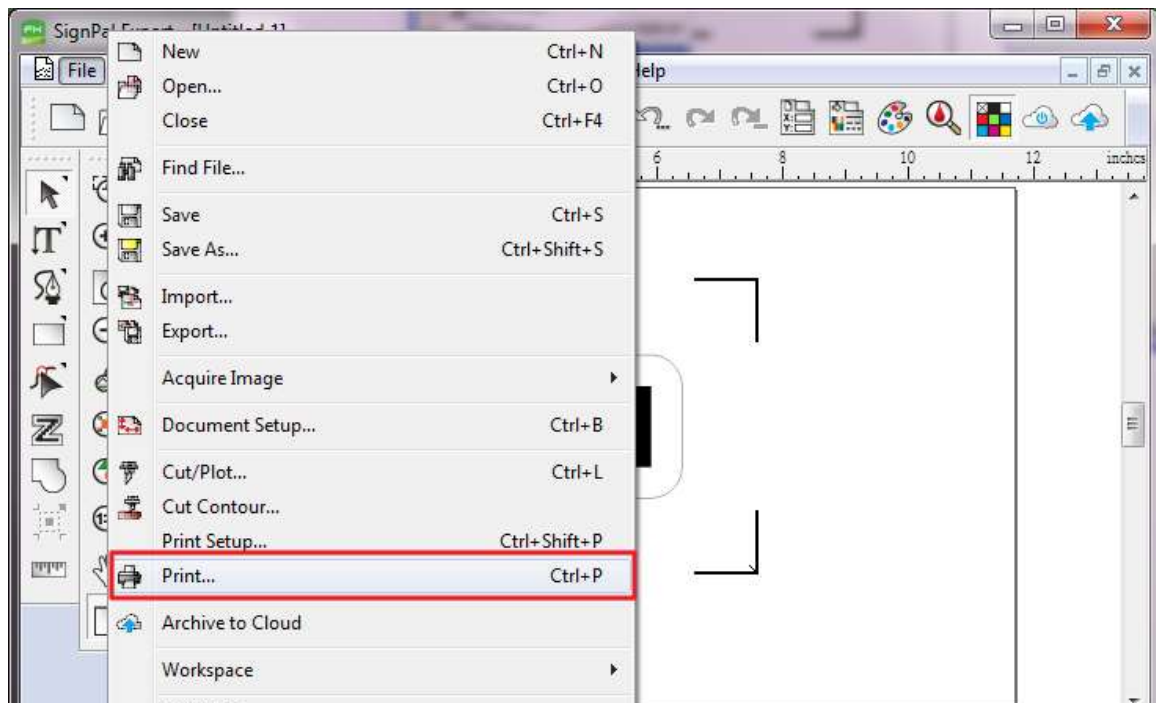 SignPal Expert - [Untitled-1]
File
Help
New Ctrl+N
Open... Ctrl+O
Close Ctrl+F4
Find File...
Save Ctrl+S
Save As... Ctrl+Shift+S
Import...
Export...
Acquire Image
Document Setup... Ctrl+B
Cut/Plot... Ctrl+L
Cut Contour...
Print Setup... Ctrl+Shift+P
Print... Ctrl+P
Archive to Cloud
Workspace
6 8 10 12 inches